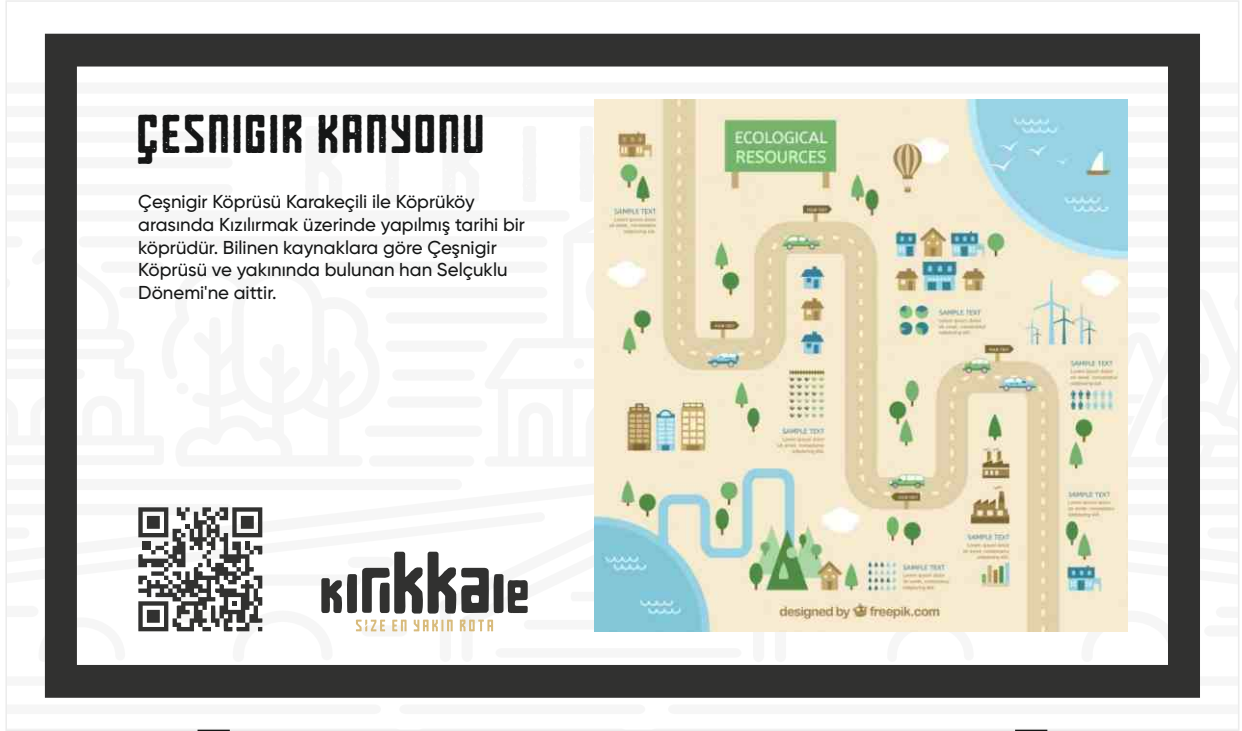 ÇESNIGIR KANYONU
Çeşnigir Köprüsü Karakeçili ile Köprüköy
arasında Kızılırmak üzerinde yapılmış tarihi bir
köprüdür. Bilinen kaynaklara göre Çeşnigir
Köprüsü ve yakınında bulunan han Selçuklu
Dönemi'ne aittir.
kırıkkale
SIZE EN YAKIN ROTA
ECOLOGICAL
RESOURCES
SAMPLE TEXT
SAMPLE TEXT
SAMPLE TEXT
SAMPLE TEXT
SAMPLE TEXT
SAMPLE TEXT
SAMPLE TEXT
designed by freepik.com